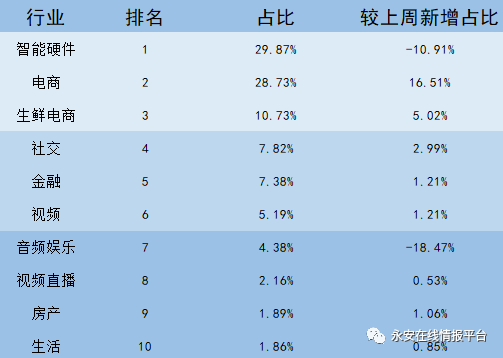 行业 排名 占比 较上周新增占比
智能硬件 1 29.87% -10.91%
电商 2 28.73% 16.51%
生鲜电商 3 10.73% 5.02%
社交 4 7.82% 2.99%
金融 5 7.38% 1.21%
视频 6 5.19% 1.21%
音频娱乐 7 4.38% -18.47%
视频直播 8 2.16% 0.53%
房产 9 1.89% 1.06%
生活 10 1.86% 0.85%
永安在线情报平台